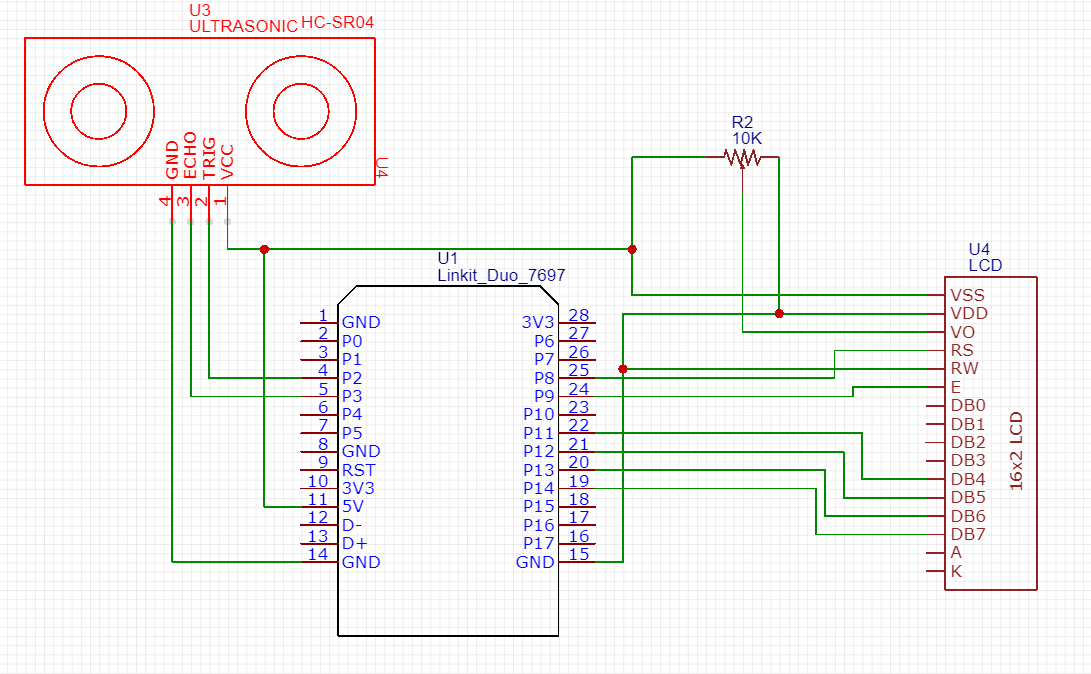 U3
ULTRASONIC HC-SR04
GND
ECHO
TRIG
VCC
4
3
2
1
U4
R2
10K
U1
Linkit_Duo_7697
1 GND
2 P0
3 P1
4 P2
5 P3
6 P4
7 P5
8 GND
9 RST
10 3V3
11 5V
12 D-
13 D+
14 GND
3V3 28
P6 27
P7 26
P8 25
P9 24
P10 23
P11 22
P12 21
P13 20
P14 19
P15 18
P16 17
P17 16
GND 15
U4
LCD
VSS
VDD
VO
RS
RW
E
DB0
DB1
DB2
DB3
DB4
DB5
DB6
DB7
A
K
16x2 LCD